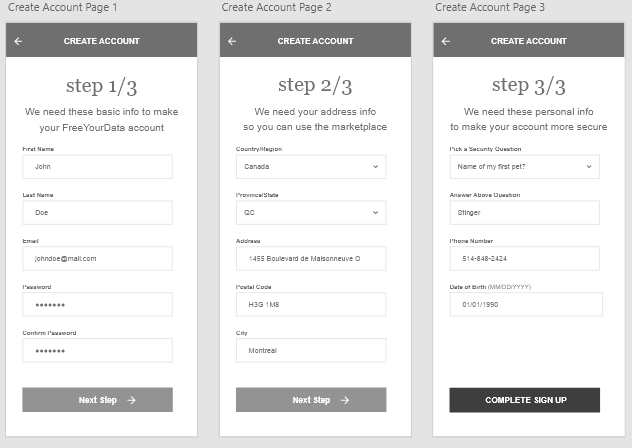 Create Account Page 1
CREATE ACCOUNT
step 1/3
We need these basic info to make
your FreeYourData account
First Name
John
Last Name
Doe
Email
johndoe@mail.com
Password
Confirm Password
Next Step
Create Account Page 2
CREATE ACCOUNT
step 2/3
We need your address info
so you can use the marketplace
Country/Region
Canada
Province/State
QC
Address
1455 Boulevard de Maisonneuve O
Postal Code
H3G 1M8
City
Montreal
Next Step
Create Account Page 3
CREATE ACCOUNT
step 3/3
We need these personal info
to make your account more secure
Pick a Security Question
Name of my first pet?
Answer Above Question
Stinger
Phone Number
514-848-2424
Date of Birth (MM/DD/YYYY)
01/01/1990
COMPLETE SIGN UP